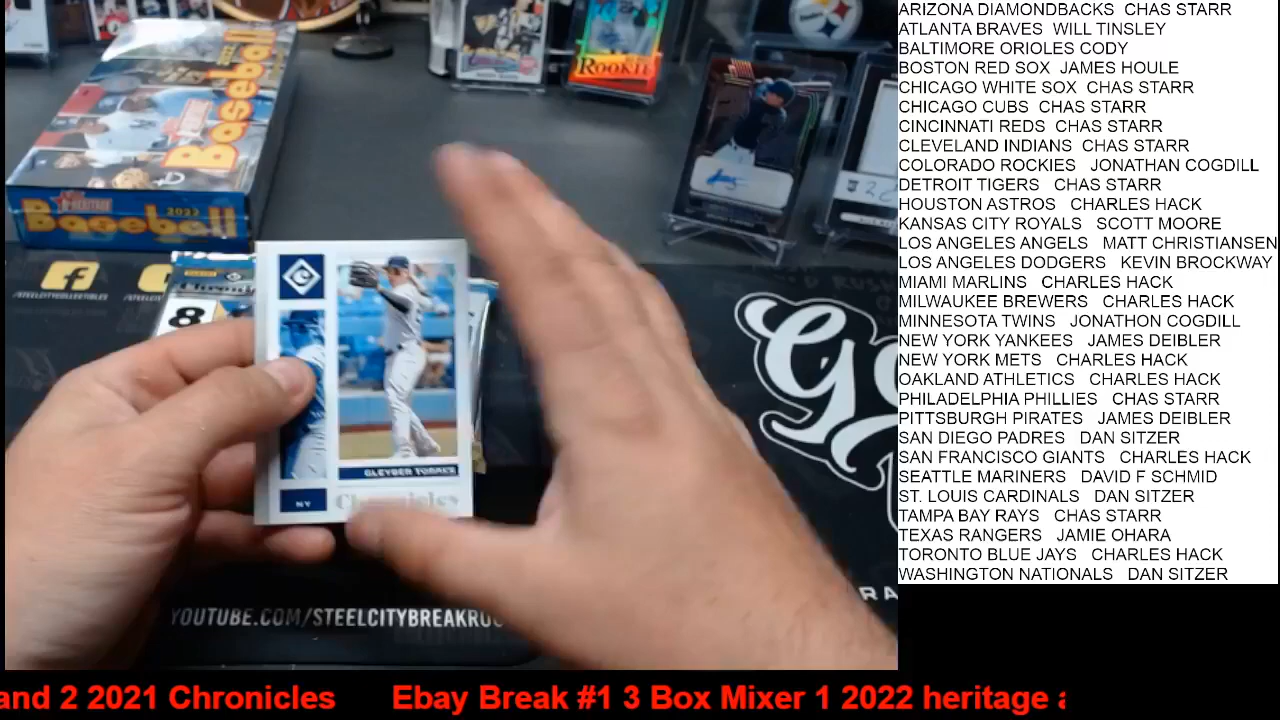 ARIZONA DIAMONDBACKS CHAS STARR
ATLANTA BRAVES WILL TINSLEY
BALTIMORE ORIOLES CODY
BOSTON RED SOX JAMES HOULE
CHICAGO WHITE SOX CHAS STARR
CHICAGO CUBS CHAS STARR
CINCINNATI REDS CHAS STARR
CLEVELAND INDIANS CHAS STARR
COLORADO ROCKIES JONATHAN COGDILL
DETROIT TIGERS CHAS STARR
HOUSTON ASTROS CHARLES HACK
KANSAS CITY ROYALS SCOTT MOORE
LOS ANGELES ANGELS MATT CHRISTIANSEN
LOS ANGELES DODGERS KEVIN BROCKWAY
MIAMI MARLINS CHARLES HACK
MILWAUKEE BREWERS CHARLES HACK
MINNESOTA TWINS JONATHON COGDILL
NEW YORK YANKEES JAMES DEIBLER
NEW YORK METS CHARLES HACK
OAKLAND ATHLETICS CHARLES HACK
PHILADELPHIA PHILLIES CHAS STARR
PITTSBURGH PIRATES JAMES DEIBLER
SAN DIEGO PADRES DAN SITZER
SAN FRANCISCO GIANTS CHARLES HACK
SEATTLE MARINERS DAVID F SCHMID
ST. LOUIS CARDINALS DAN SITZER
TAMPA BAY RAYS CHAS STARR
TEXAS RANGERS JAMIE OHARA
TORONTO BLUE JAYS CHARLES HACK
WASHINGTON NATIONALS DAN SITZER
2022
HERITAGE
Baseball
HERITAGE
2022
Baseball
ROOKIE
/STEELCITYCOLLECTIBLES
8
GLEYBER TORRES
NY
Chronicles
YOUTUBE.COM/STEELCITYBREAK
and 2 2021 Chronicles Ebay Break #1 3 Box Mixer 1 2022 heritage a